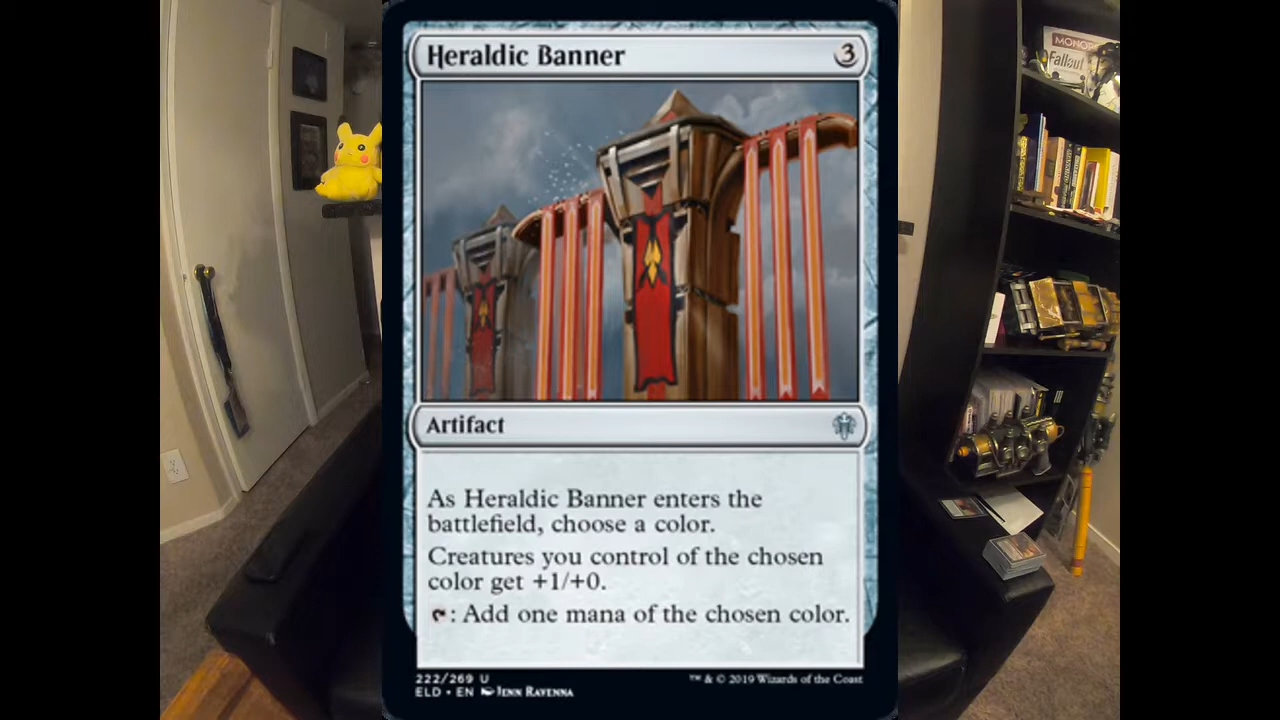 Heraldic Banner 3
MONOP
Fallout
Artifact
As Heraldic Banner enters the
battlefield, choose a color.
Creatures you control of the chosen
color get +1/+0.
: Add one mana of the chosen color.
222/269 U
ELD • EN JENN RAVENNA
™ & © 2019 Wizards of the Coast